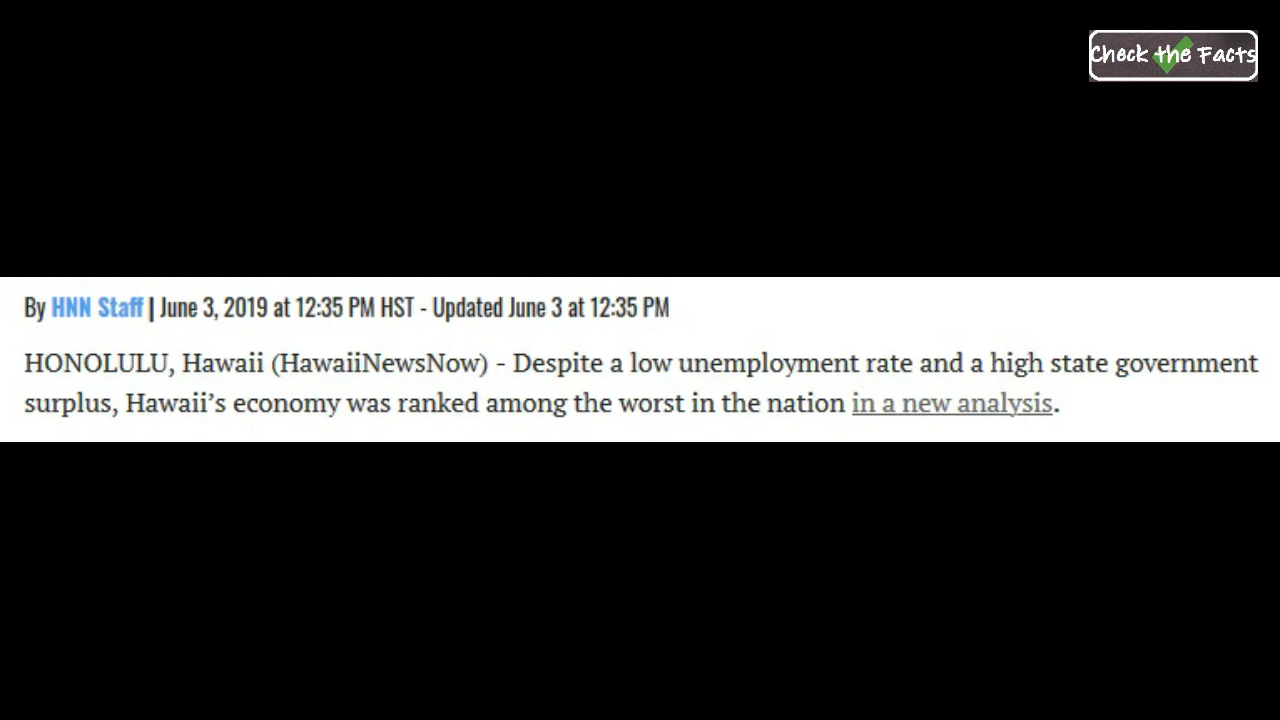 Check the Facts
By HNN Staff | June 3, 2019 at 12:35 PM HST - Updated June 3 at 12:35 PM
HONOLULU, Hawaii (HawaiiNewsNow) - Despite a low unemployment rate and a high state government
surplus, Hawaii’s economy was ranked among the worst in the nation in a new analysis.